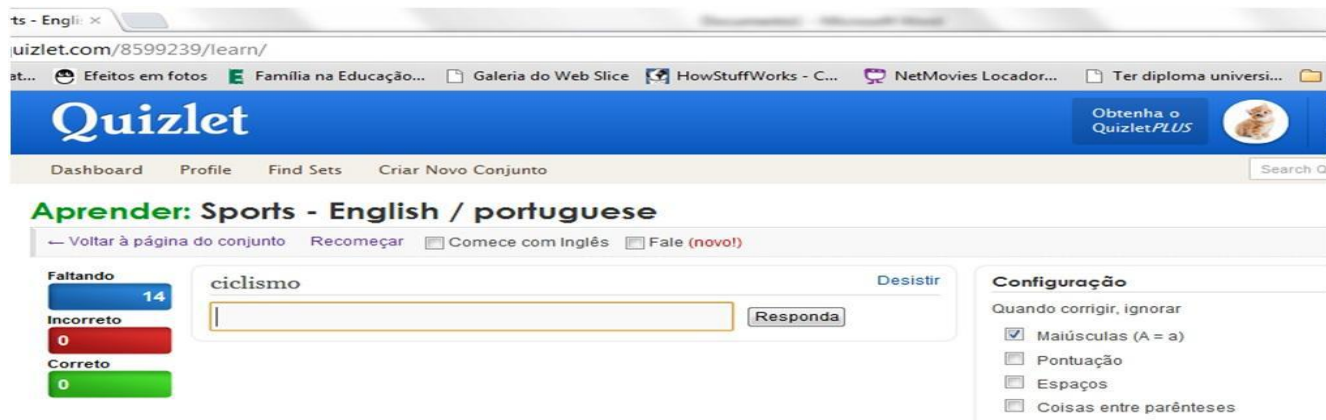 ts - Engli ×
uizlet.com/8599239/learn/
at... Efeitos em fotos Família na Educação... Galeria do Web Slice HowStuffWorks - C... NetMovies Locador... Ter diploma universi...
Quizlet
Obtenha o
QuizletPLUS
Dashboard Profile Find Sets Criar Novo Conjunto Search Q
Aprender: Sports - English / portuguese
← Voltar à página do conjunto Recomeçar Comece com Inglês Fale (novo!)
Faltando
14
Incorreto
0
Correto
0
ciclismo Desistir
Responda
Configuração
Quando corrigir, ignorar
Maiúsculas (A = a)
Pontuação
Espaços
Coisas entre parênteses